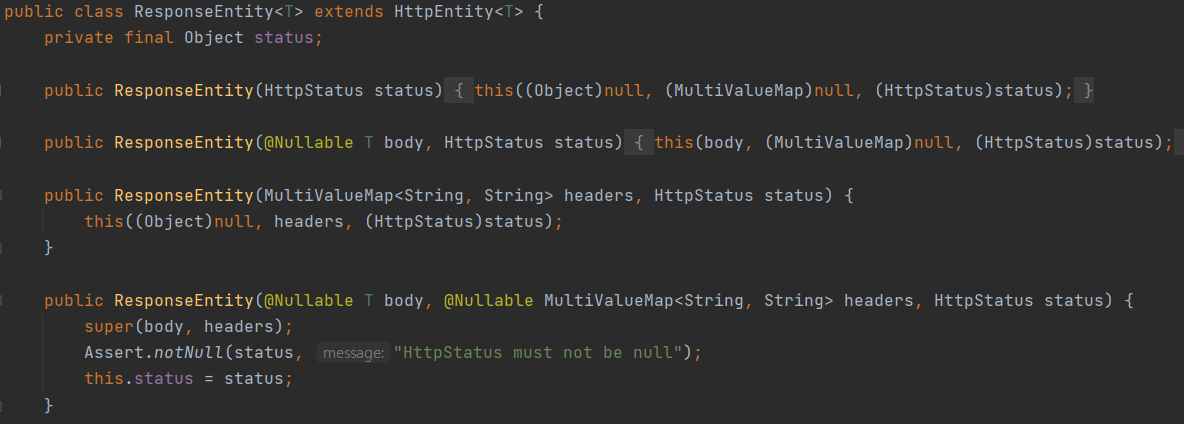 public class ResponseEntity<T> extends HttpEntity<T> {
    private final Object status;
    public ResponseEntity(HttpStatus status) { this((Object)null, (MultiValueMap)null, (HttpStatus)status); }
    public ResponseEntity(@Nullable T body, HttpStatus status) { this(body, (MultiValueMap)null, (HttpStatus)status);
    public ResponseEntity(MultiValueMap<String, String> headers, HttpStatus status) {
        this((Object)null, headers, (HttpStatus)status);
    }
    public ResponseEntity(@Nullable T body, @Nullable MultiValueMap<String, String> headers, HttpStatus status) {
        super(body, headers);
        Assert.notNull(status, message: "HttpStatus must not be null");
        this.status = status;
    }